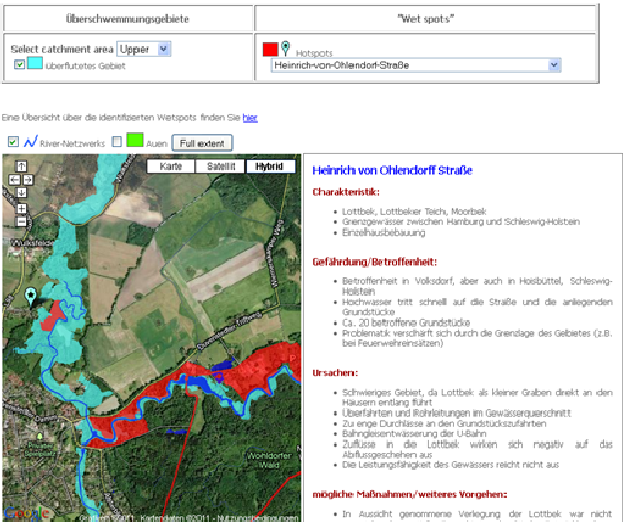 Überschwemmungsgebiete
"Wet spots"
Select catchment area Upper
überflutetes Gebiet
Hotspots:
Heinrich-von-Ohlendorf-Straße
Eine Übersicht über die identifizierten Wetspots finden Sie hier
River-Netzwerks Auen Full extent
Karte Satellit Hybrid
Wulksfelde
Duvenstedter Triftweg
Wohldorfer
Wald
Google
Kartendaten ©2011 - Nutzungsbedingungen
Heinrich von Ohlendorff Straße
Charakteristik:
Lottbek, Lottbeker Teich, Moorbek
Grenzgewässer zwischen Hamburg und Schleswig-Holstein
Einzelhausbebauung
Gefährdung/Betroffenheit:
Betroffenheit in Volksdorf, aber auch in Hoisbüttel, Schleswig-
Holstein
Hochwasser tritt schnell auf die Straße und die anliegenden
Grundstücke
Ca. 20 betroffene Grundstücke
Problematik verschärft sich durch die Grenzlage des Gebietes (z.B.
bei Feuerwehreinsätzen)
Ursachen:
Schwieriges Gebiet, da Lottbek als kleiner Graben direkt an den
Häusern entlang führt
Überfahrten und Rohrleitungen im Gewässerquerschnitt
Zu enge Durchlässe an den Grundstückszufahrten
Bahngleisentwässerung der U-Bahn
Zuflüsse in die Lottbek wirken sich negativ auf das
Abflussgeschehen aus
Die Leistungsfähigkeit des Gewässers reicht nicht aus
mögliche Maßnahmen/weiteres Vorgehen:
In Aussicht genommene Verlegung der Lottbek war nicht